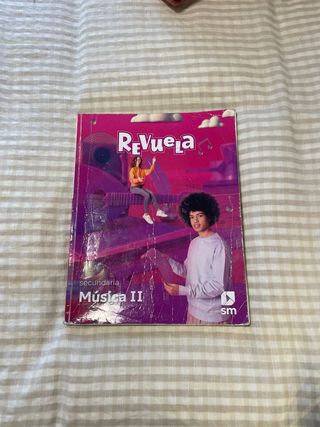 REVUELA
secundaria
Música II
sm